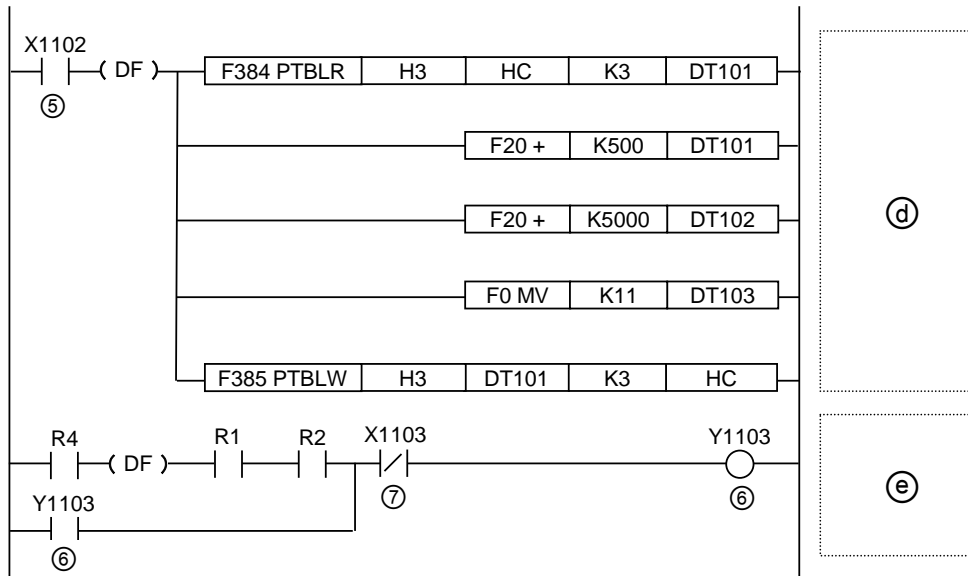 X1102
( DF ) F384 PTBLR H3 HC K3 DT101
⑤
F20 + K500 DT101
F20 + K5000 DT102
ⓓ
F0 MV K11 DT103
F385 PTBLW H3 DT101 K3 HC
R4 ( DF ) R1 R2 X1103 Y1103
⑦ ⑥
ⓔ
Y1103
⑥